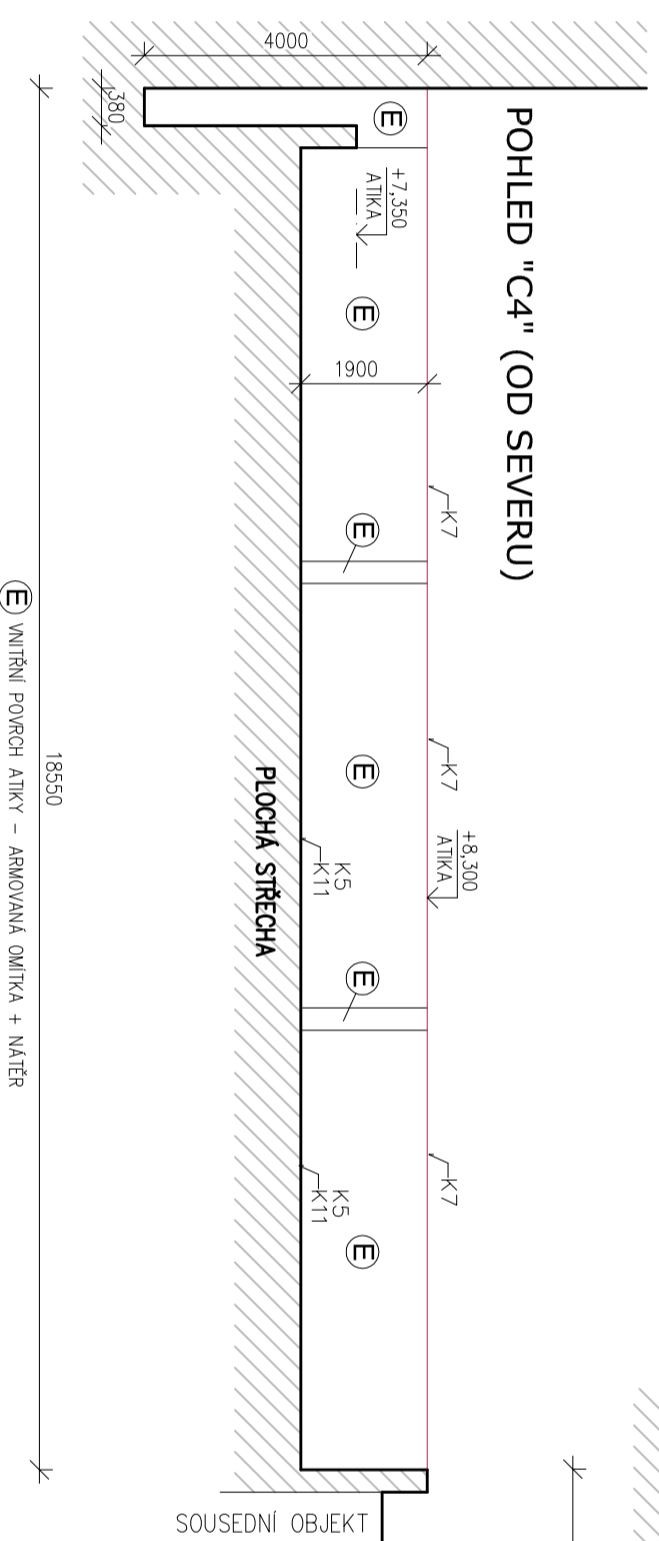 POHLED "C4" (OD SEVERU)
4000
380
E
+7,350
ATIKA
E
1900
K7
E
K7
E
+8,300
ATIKA
K5
K11
PLOCHÁ STŘECHA
E
K7
K5
K11
E
SOUSEDNÍ OBJEKT
18550
E VNITŘNÍ POVRCH ATIKY – ARMOVANÁ OMÍTKA + NÁTĚR